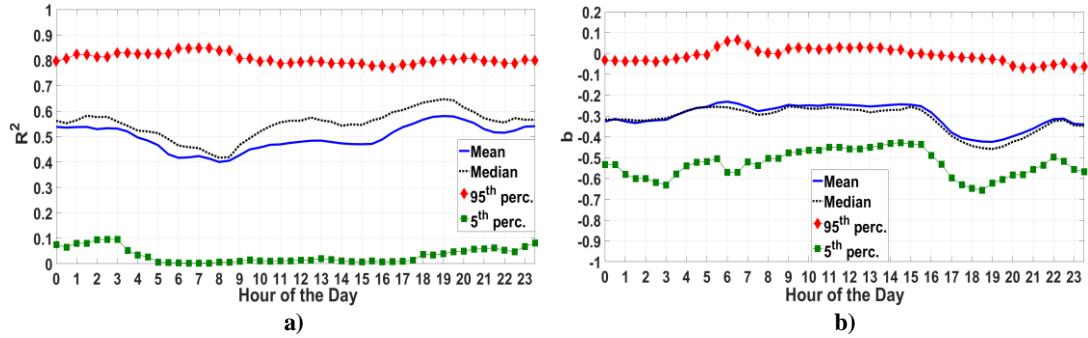 1
0.9
0.8
0.7
0.6
0.5
0.4
0.3
0.2
0.1
0
R²
0 1 2 3 4 5 6 7 8 9 10 11 12 13 14 15 16 17 18 19 20 21 22 23
Hour of the Day
Mean
Median
95th perc.
5th perc.
a)
0.2
0.1
0
-0.1
-0.2
-0.3
-0.4
-0.5
-0.6
-0.7
-0.8
-0.9
-1
b
0 1 2 3 4 5 6 7 8 9 10 11 12 13 14 15 16 17 18 19 20 21 22 23
Hour of the Day
Mean
Median
95th perc.
5th perc.
b)